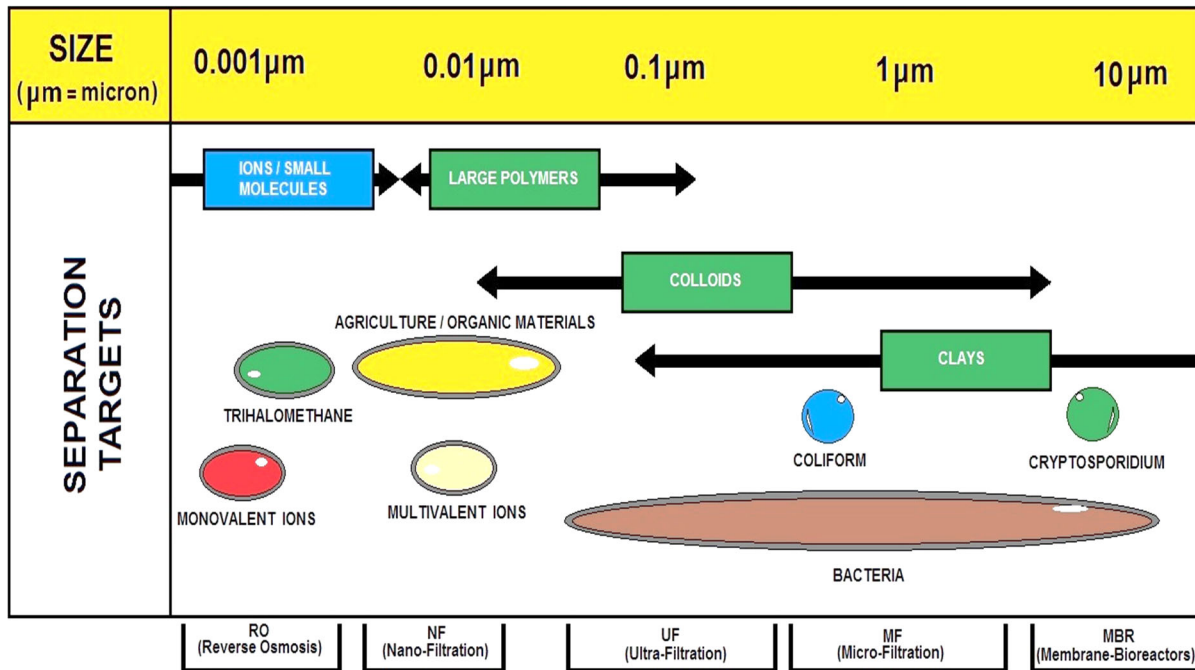 SIZE
(µm = micron)
0.001µm
0.01µm
0.1µm
1µm
10µm
SEPARATION
TARGETS
IONS / SMALL
MOLECULES
LARGE POLYMERS
COLLOIDS
AGRICULTURE / ORGANIC MATERIALS
CLAYS
TRIHALOMETHANE
COLIFORM
CRYPTOSPORIDIUM
MONOVALENT IONS
MULTIVALENT IONS
BACTERIA
RO
(Reverse Osmosis)
NF
(Nano-Filtration)
UF
(Ultra-Filtration)
MF
(Micro-Filtration)
MBR
(Membrane-Bioreactors)